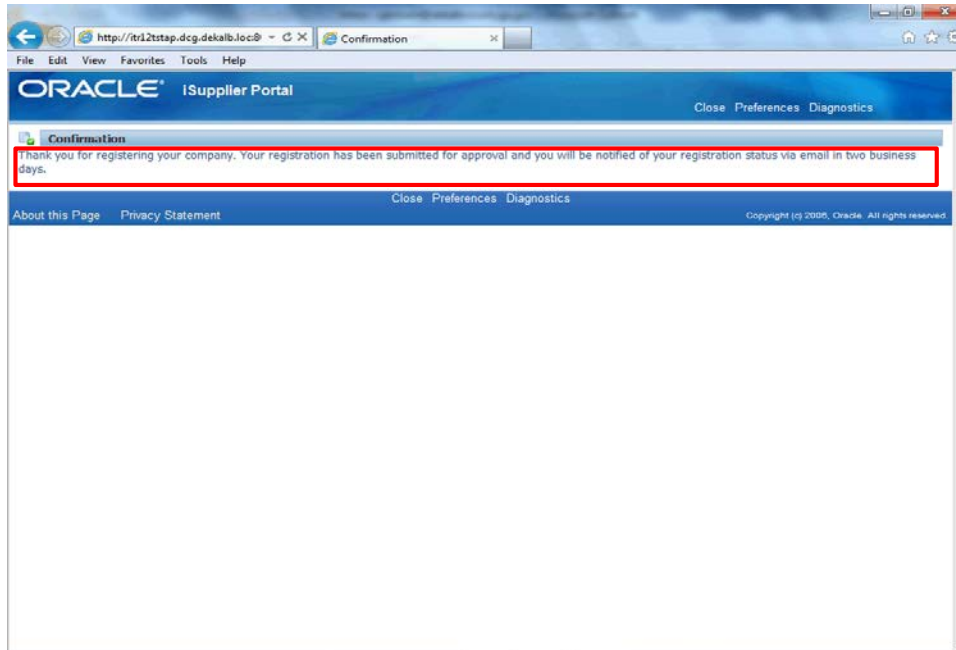 http://itr12tstap.dcg.dekalb.loc:8 Confirmation
File Edit View Favorites Tools Help
ORACLE iSupplier Portal
Close Preferences Diagnostics
Confirmation
Thank you for registering your company. Your registration has been submitted for approval and you will be notified of your registration status via email in two business
days.
Close Preferences Diagnostics
About this Page Privacy Statement Copyright (c) 2006, Oracle. All rights reserved.